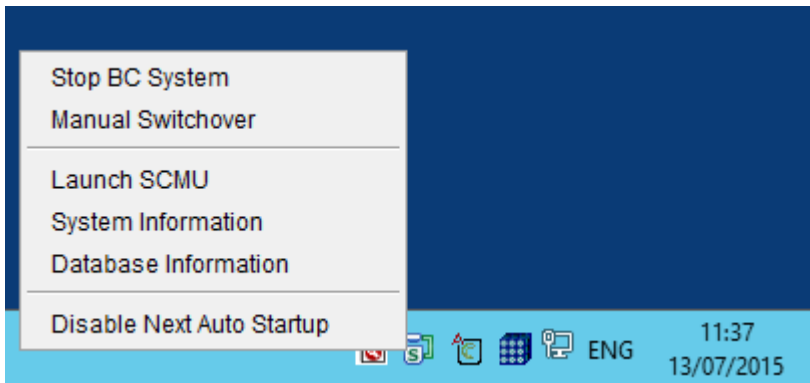 Stop BC System
Manual Switchover
Launch SCMU
System Information
Database Information
Disable Next Auto Startup
ENG
11:37
13/07/2015